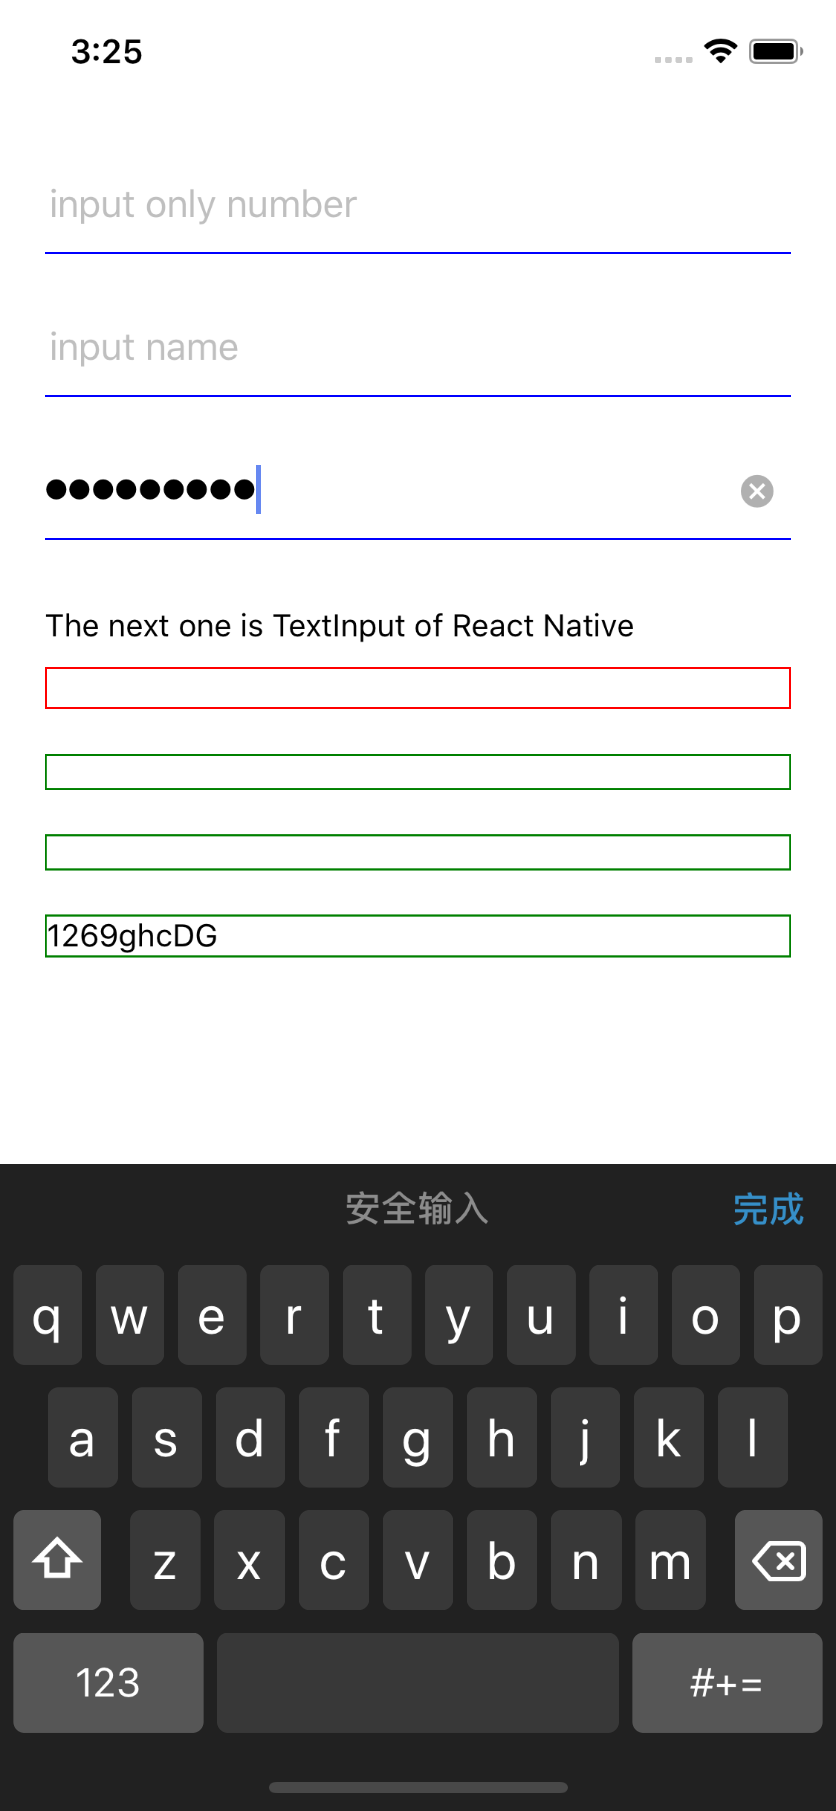 3:25
input only number
input name
●●●●●●●●●
The next one is TextInput of React Native
1269ghcDG
安全输入 完成
q w e r t y u i o p
a s d f g h j k l
z x c v b n m
123 #+=